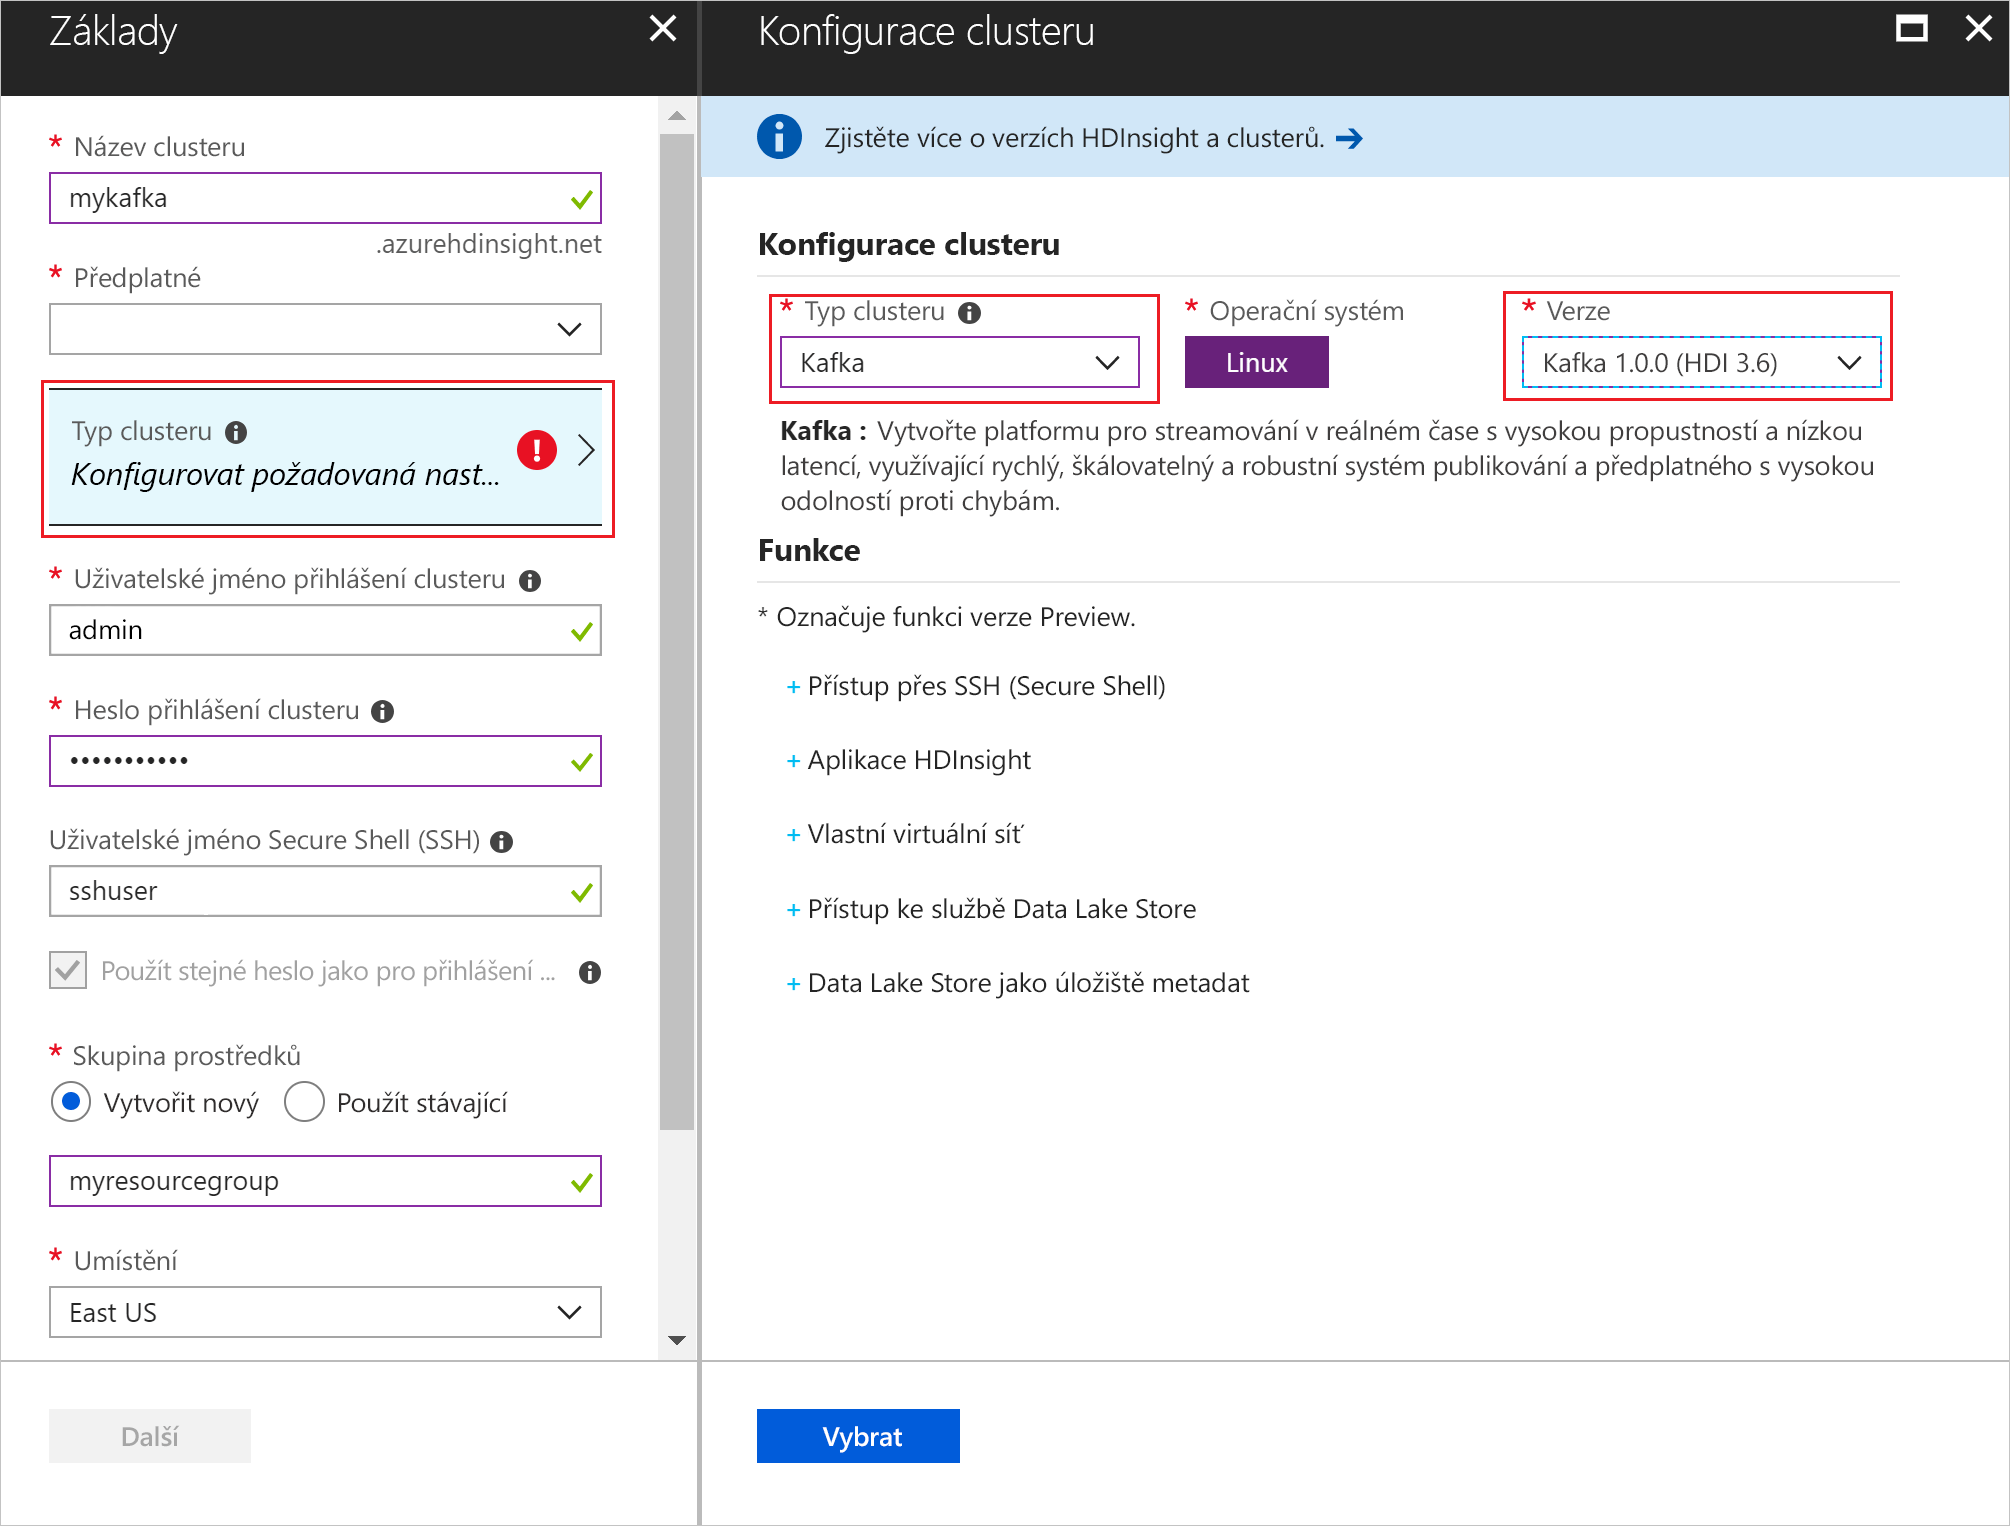 Základy
* Název clusteru
mykafka
.azurehdinsight.net
* Předplatné
Typ clusteru
Konfigurovat požadovaná nast...
* Uživatelské jméno přihlášení clusteru
admin
* Heslo přihlášení clusteru
•••••••••••
Uživatelské jméno Secure Shell (SSH)
sshuser
Použít stejné heslo jako pro přihlášení ...
* Skupina prostředků
Vytvořit nový Použít stávající
myresourcegroup
* Umístění
East US
Další
Konfigurace clusteru
Zjistěte více o verzích HDInsight a clusterů.
Konfigurace clusteru
* Typ clusteru * Operační systém * Verze
Kafka Linux Kafka 1.0.0 (HDI 3.6)
Kafka : Vytvořte platformu pro streamování v reálném čase s vysokou propustností a nízkou
latencí, využívající rychlý, škálovatelný a robustní systém publikování a předplatného s vysokou
odolností proti chybám.
Funkce
* Označuje funkci verze Preview.
+ Přístup přes SSH (Secure Shell)
+ Aplikace HDInsight
+ Vlastní virtuální síť
+ Přístup ke službě Data Lake Store
+ Data Lake Store jako úložiště metadat
Vybrat